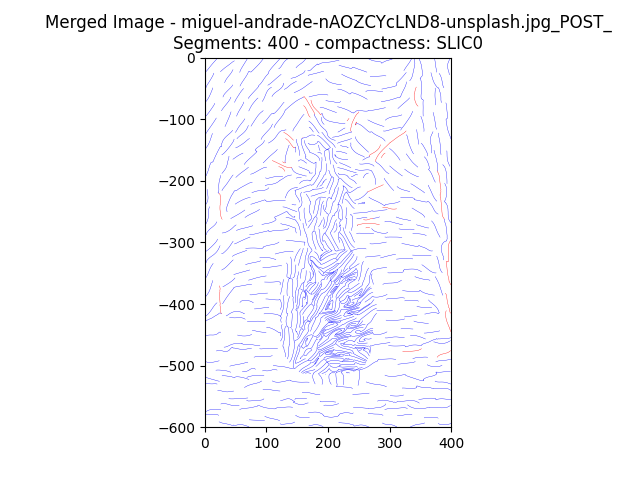 Merged Image - miguel-andrade-nAOZCYcLND8-unsplash.jpg_POST_
Segments: 400 - compactness: SLIC0
0
−100
−200
−300
−400
−500
−600
0 100 200 300 400